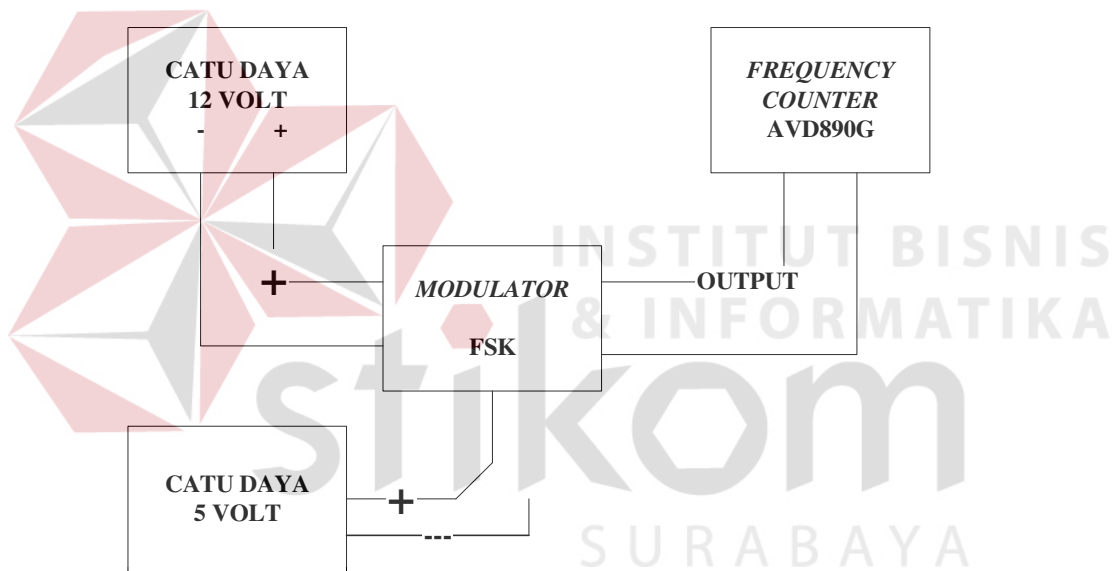 CATU DAYA
12 VOLT
- +
FREQUENCY
COUNTER
AVD890G
+
MODULATOR
FSK
OUTPUT
CATU DAYA
5 VOLT
+
---
INSTITUT BISNIS
& INFORMATIKA
stikom
SURABAYA